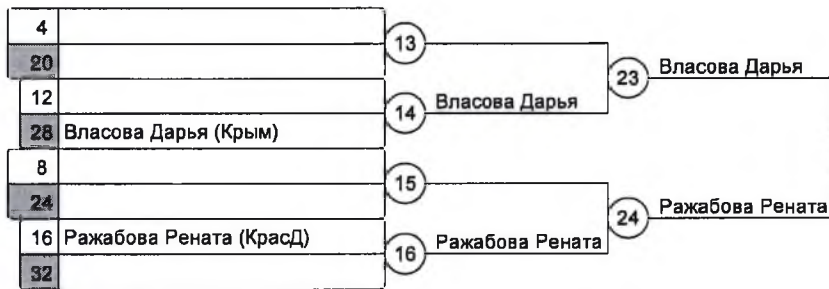 4
13
20
23 Власова Дарья
12
14 Власова Дарья
28 Власова Дарья (Крым)
8
15
24
24 Ражабова Рената
16 Ражабова Рената (КрасД)
16 Ражабова Рената
32